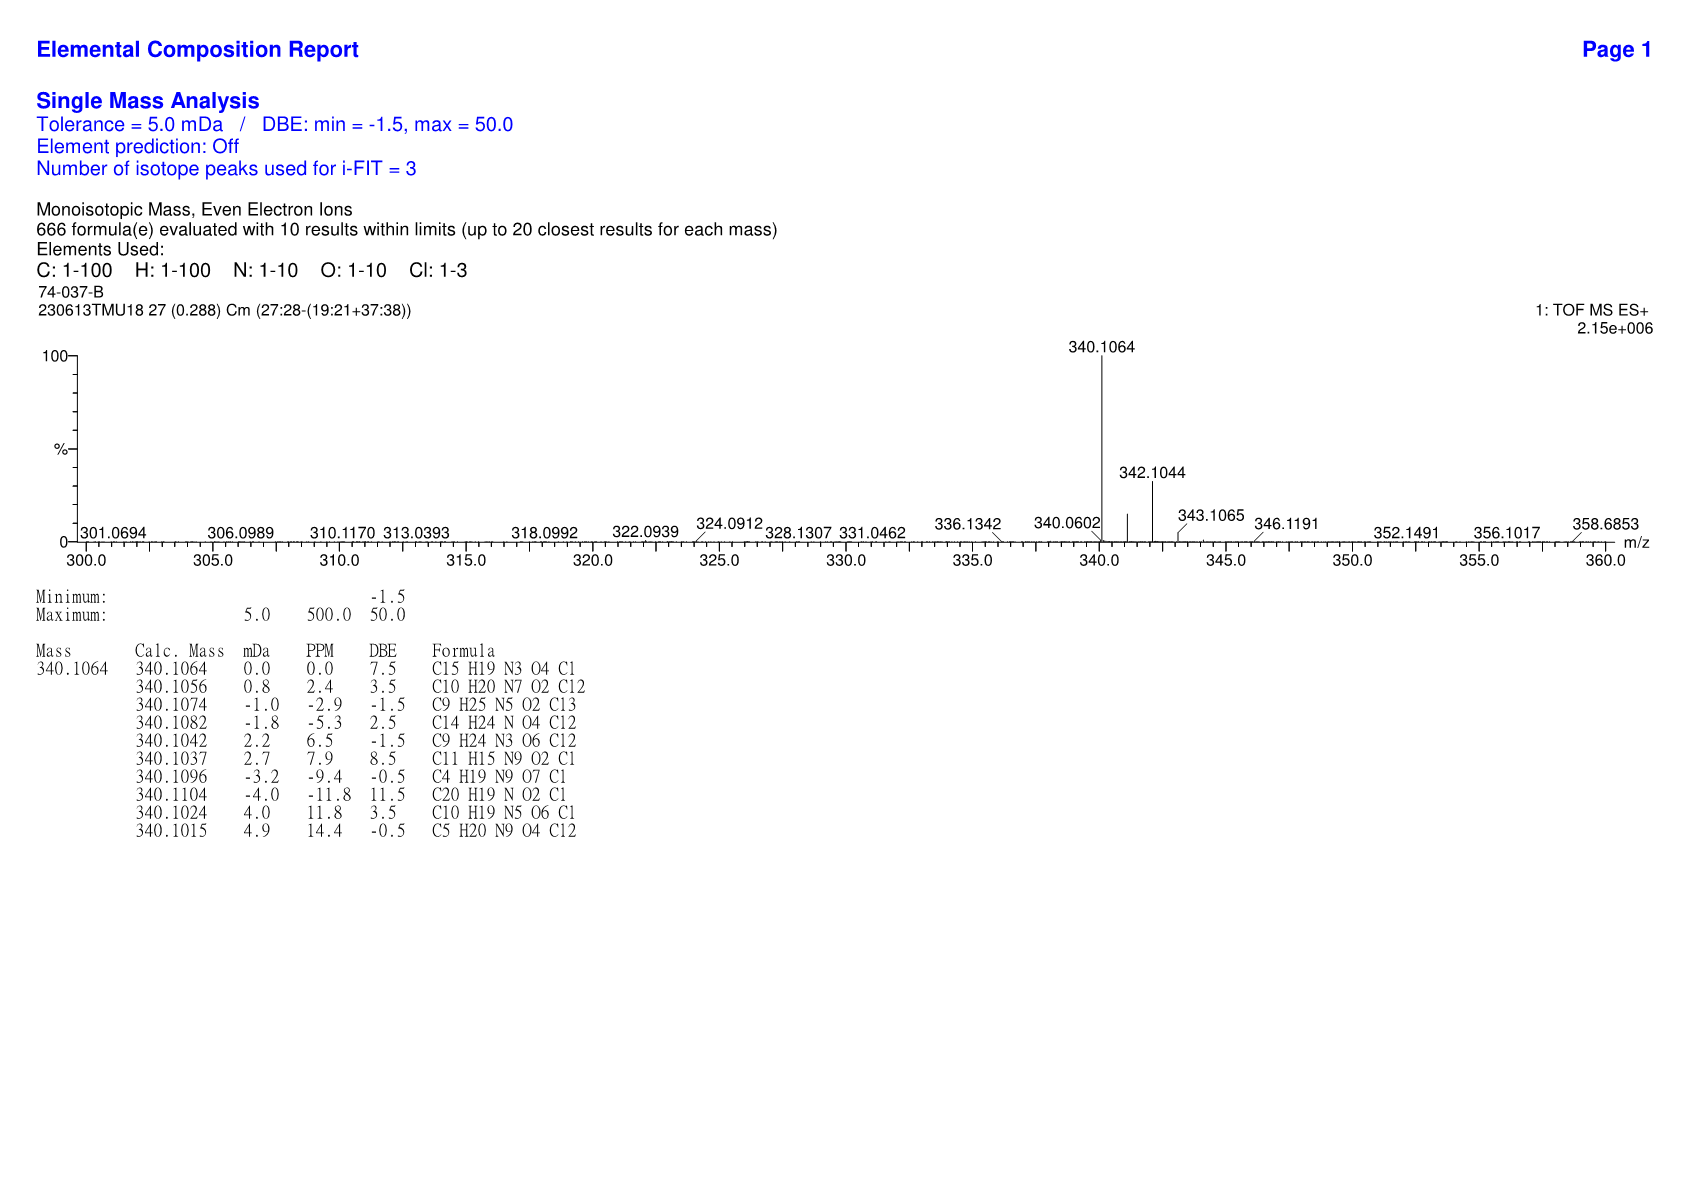 Elemental Composition Report Page 1
Single Mass Analysis
Tolerance = 5.0 mDa / DBE: min = -1.5, max = 50.0
Element prediction: Off
Number of isotope peaks used for i-FIT = 3
Monoisotopic Mass, Even Electron Ions
666 formula(e) evaluated with 10 results within limits (up to 20 closest results for each mass)
Elements Used:
C: 1-100 H: 1-100 N: 1-10 O: 1-10 Cl: 1-3
74-037-B
230613TMU18 27 (0.288) Cm (27:28-(19:21+37:38)) 1: TOF MS ES+
2.15e+006
100 340.1064
% 342.1044
0 301.0694 306.0989 310.1170 313.0393 318.0992 322.0939 324.0912 328.1307 331.0462 336.1342 340.0602 343.1065 346.1191 352.1491 356.1017 358.6853 m/z
300.0 305.0 310.0 315.0 320.0 325.0 330.0 335.0 340.0 345.0 350.0 355.0 360.0
Minimum: -1.5
Maximum: 5.0 500.0 50.0
Mass Calc. Mass mDa PPM DBE Formula
340.1064 340.1064 0.0 0.0 7.5 C15 H19 N3 O4 Cl
340.1056 0.8 2.4 3.5 C10 H20 N7 O2 Cl2
340.1074 -1.0 -2.9 -1.5 C9 H25 N5 O2 Cl3
340.1082 -1.8 -5.3 2.5 C14 H24 N O4 Cl2
340.1042 2.2 6.5 -1.5 C9 H24 N3 O6 Cl2
340.1037 2.7 7.9 8.5 C11 H15 N9 O2 Cl
340.1096 -3.2 -9.4 -0.5 C4 H19 N9 O7 Cl
340.1104 -4.0 -11.8 11.5 C20 H19 N O2 Cl
340.1024 4.0 11.8 3.5 C10 H19 N5 O6 Cl
340.1015 4.9 14.4 -0.5 C5 H20 N9 O4 Cl2